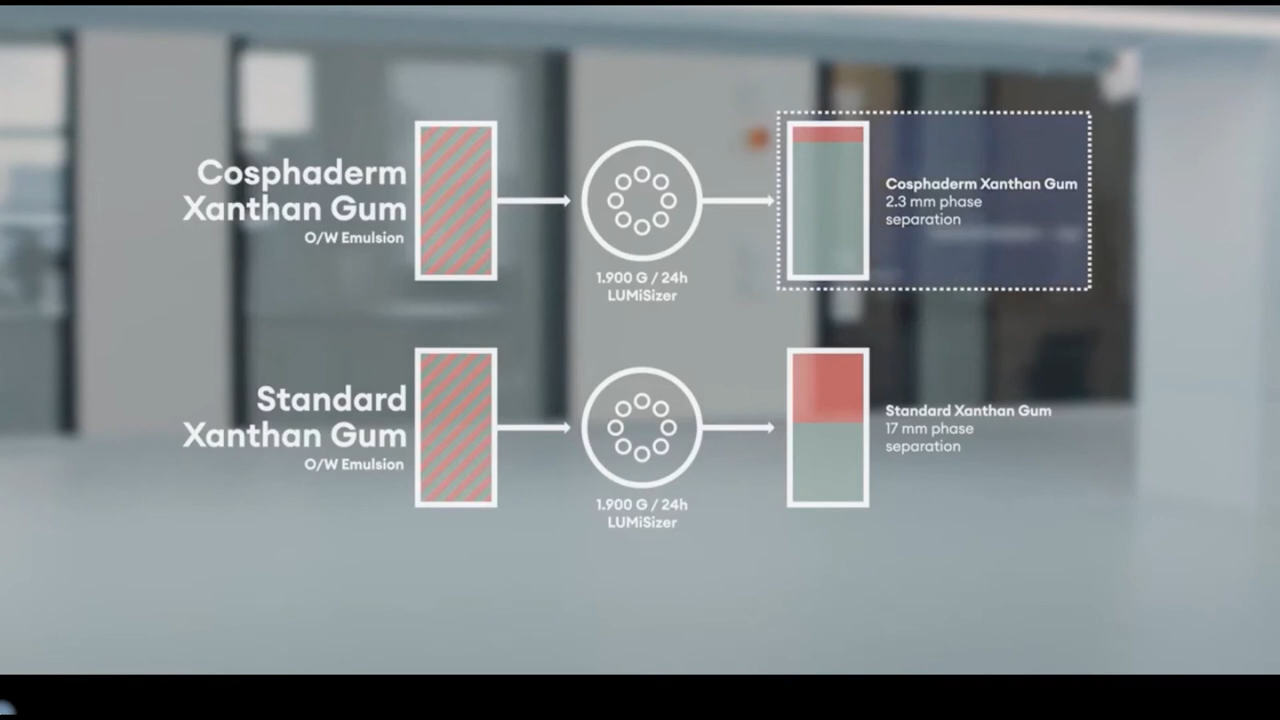 Cosphaderm
Xanthan Gum
O/W Emulsion
1.900 G / 24h
LUMiSizer
Cosphaderm Xanthan Gum
2.3 mm phase
separation
Standard
Xanthan Gum
O/W Emulsion
1.900 G / 24h
LUMiSizer
Standard Xanthan Gum
17 mm phase
separation